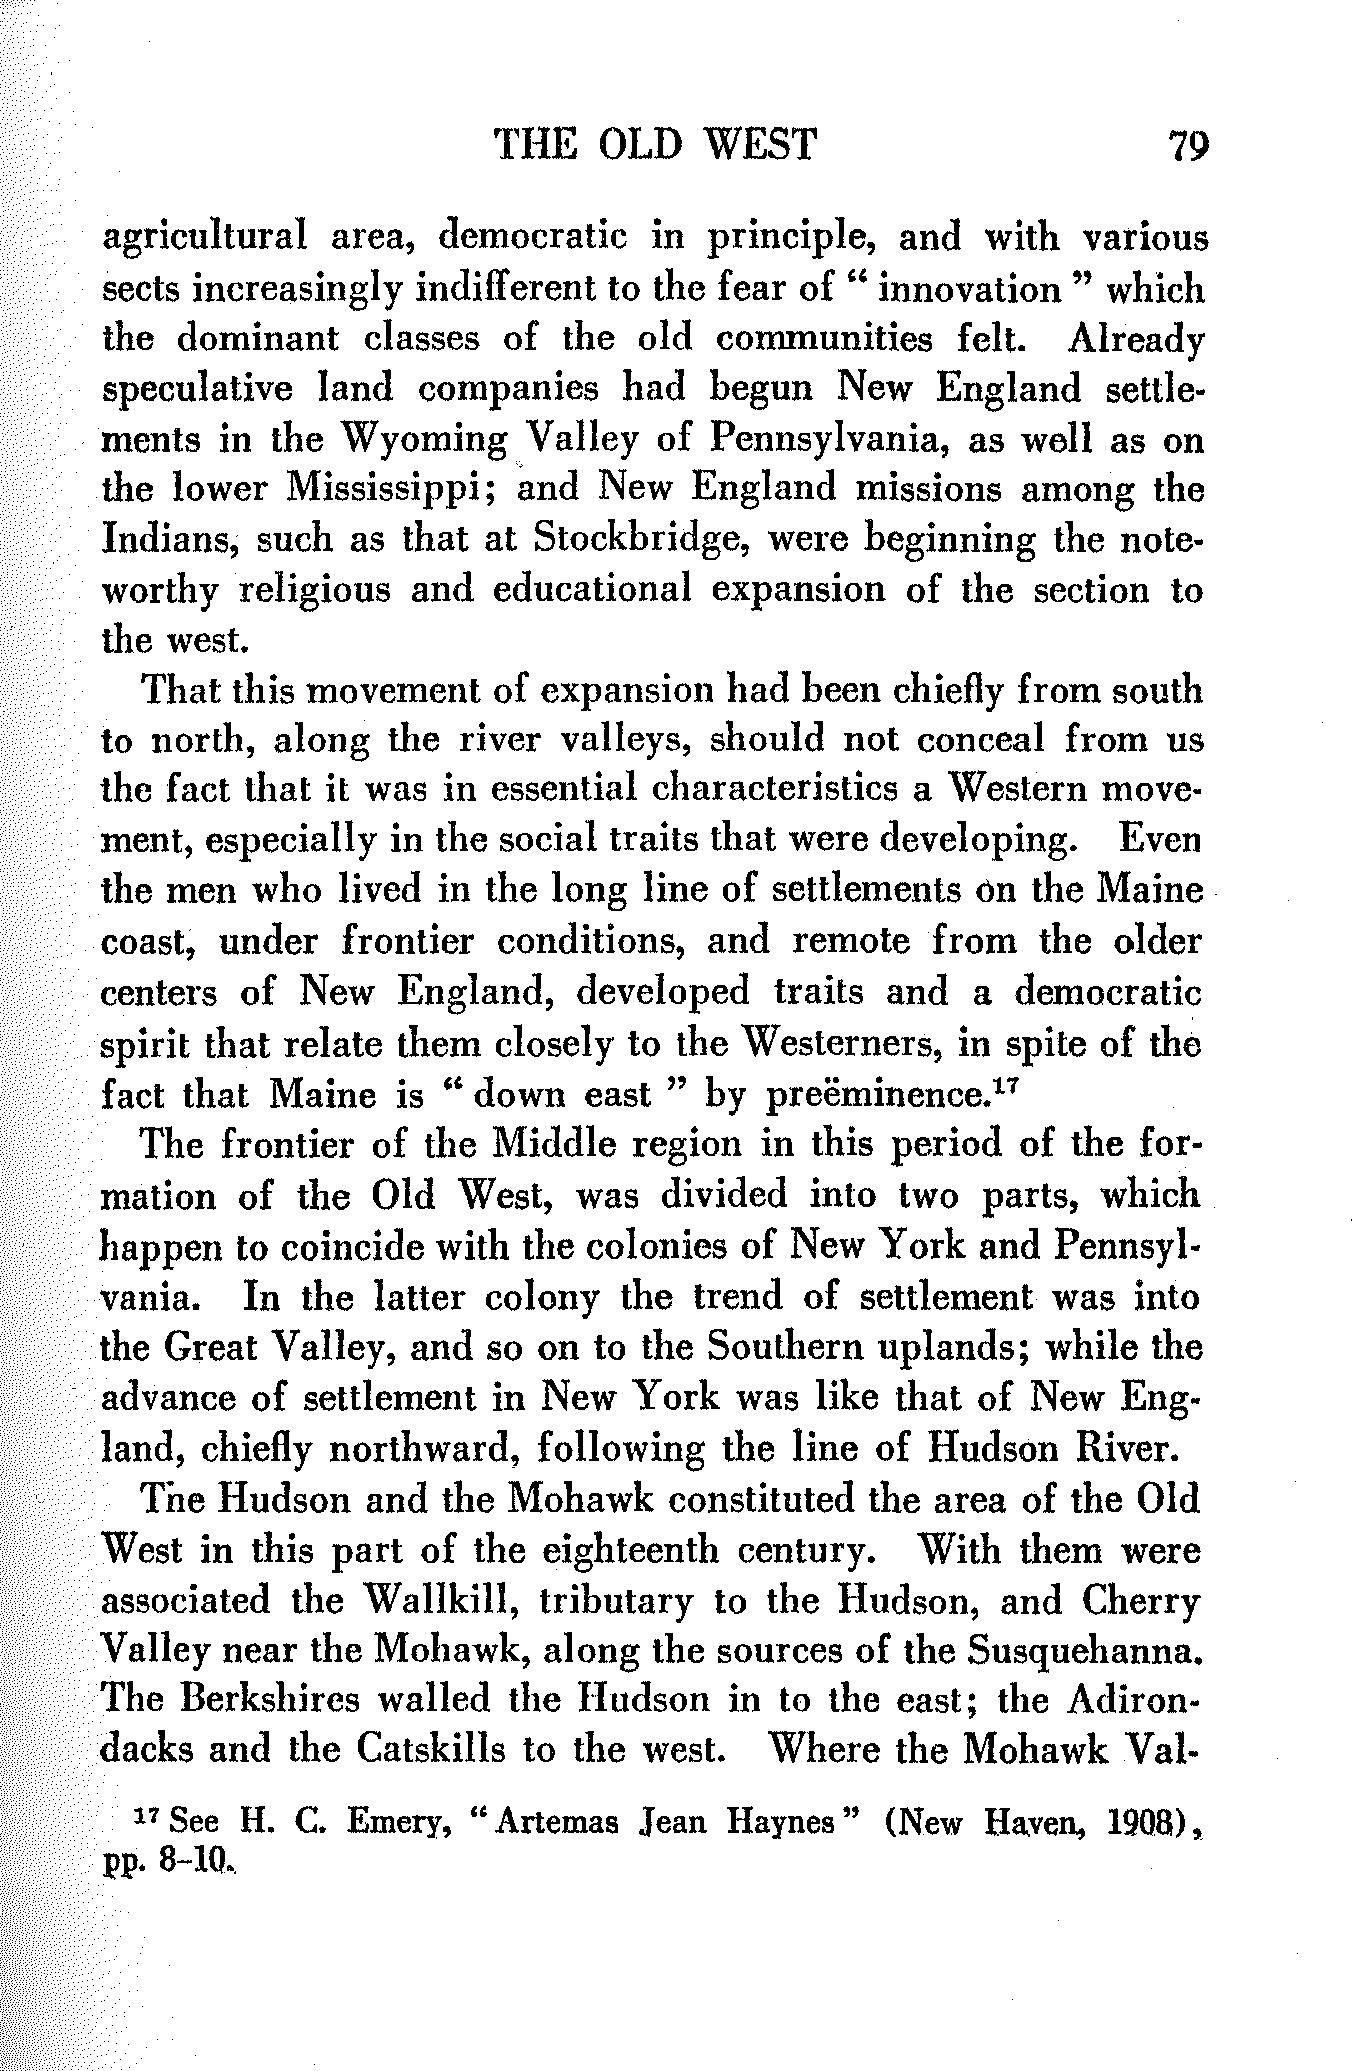 THE OLD WEST 79
agricultural area, democratic in principle, and with various
sects increasingly indifferent to the fear of “ innovation ” which
the dominant classes of the old communities felt. Already
speculative land companies had begun New England settle-
ments in the Wyoming Valley of Pennsylvania, as well as on
the lower Mississippi; and New England missions among the
Indians, such as that at Stockbridge, were beginning the note-
worthy religious and educational expansion of the section to
the west.
That this movement of expansion had been chiefly from south
to north, along the river valleys, should not conceal from us
the fact that it was in essential characteristics a Western move-
ment, especially in the social traits that were developing. Even
the men who lived in the long line of settlements on the Maine
coast, under frontier conditions, and remote from the older
centers of New England, developed traits and a democratic
spirit that relate them closely to the Westerners, in spite of the
fact that Maine is “ down east ” by preëminence.¹⁷
The frontier of the Middle region in this period of the for-
mation of the Old West, was divided into two parts, which
happen to coincide with the colonies of New York and Pennsyl-
vania. In the latter colony the trend of settlement was into
the Great Valley, and so on to the Southern uplands; while the
advance of settlement in New York was like that of New Eng-
land, chiefly northward, following the line of Hudson River.
The Hudson and the Mohawk constituted the area of the Old
West in this part of the eighteenth century. With them were
associated the Wallkill, tributary to the Hudson, and Cherry
Valley near the Mohawk, along the sources of the Susquehanna.
The Berkshires walled the Hudson in to the east; the Adiron-
dacks and the Catskills to the west. Where the Mohawk Val-
¹⁷ See H. C. Emery, “Artemas Jean Haynes” (New Haven, 1908),
pp. 8–10.